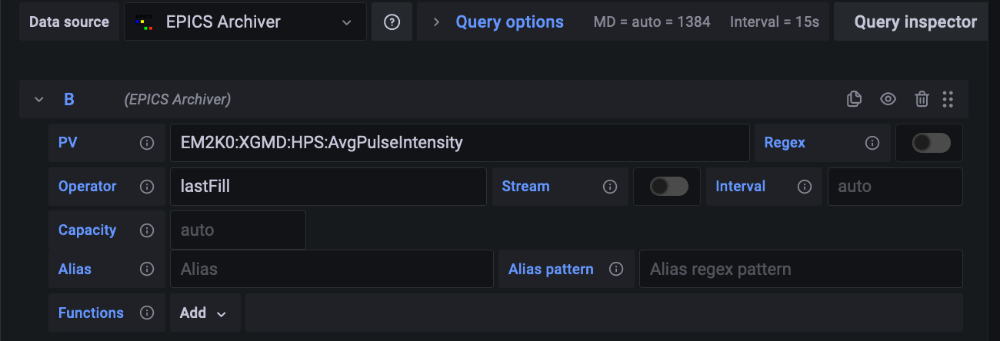 Data source EPICS Archiver Query options MD = auto = 1384 Interval = 15s Query inspector
B (EPICS Archiver)
PV EM2K0:XGMD:HPS:AvgPulseIntensity Regex
Operator lastFill Stream Interval auto
Capacity auto
Alias Alias Alias pattern Alias regex pattern
Functions Add